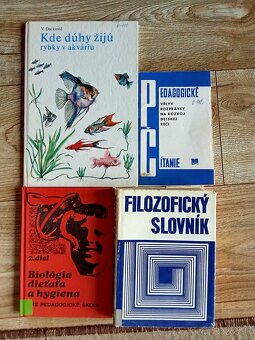 V. Dacková
Kde dúhy žijú
rybky v akváriu
PEDAGOGICKÉ
VPLYV
ROZPRÁVKY
NA ROZVOJ
DETSKEJ
REČI
ČÍTANIE
2. diel
Biológia
dieťaťa
a hygiena
PRE PEDAGOGICKÉ ŠKOLY
FILOZOFICKÝ
SLOVNÍK